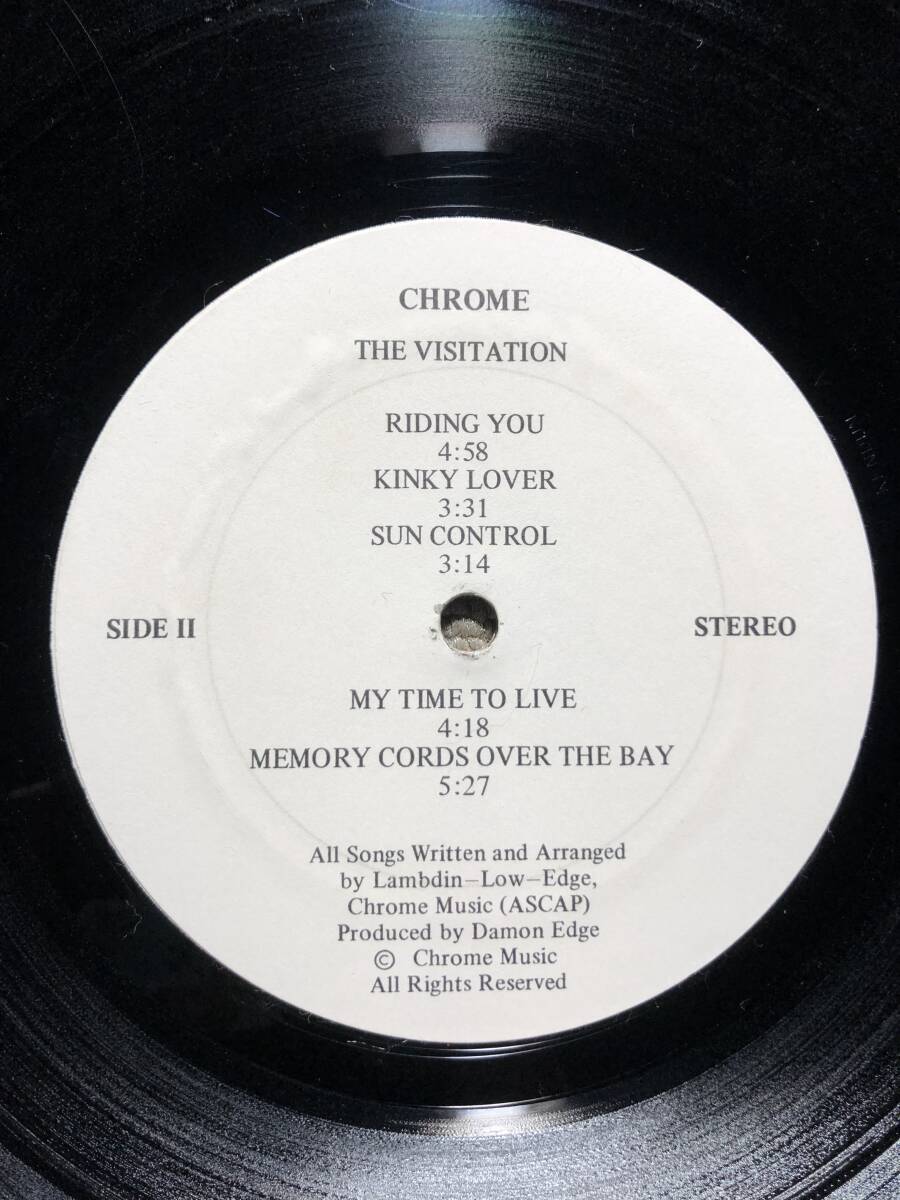 CHROME
THE VISITATION
RIDING YOU
4:58
KINKY LOVER
3:31
SUN CONTROL
3:14
SIDE II
STEREO
MY TIME TO LIVE
4:18
MEMORY CORDS OVER THE BAY
5:27
All Songs Written and Arranged
by Lambdin—Low—Edge,
Chrome Music (ASCAP)
Produced by Damon Edge
© Chrome Music
All Rights Reserved